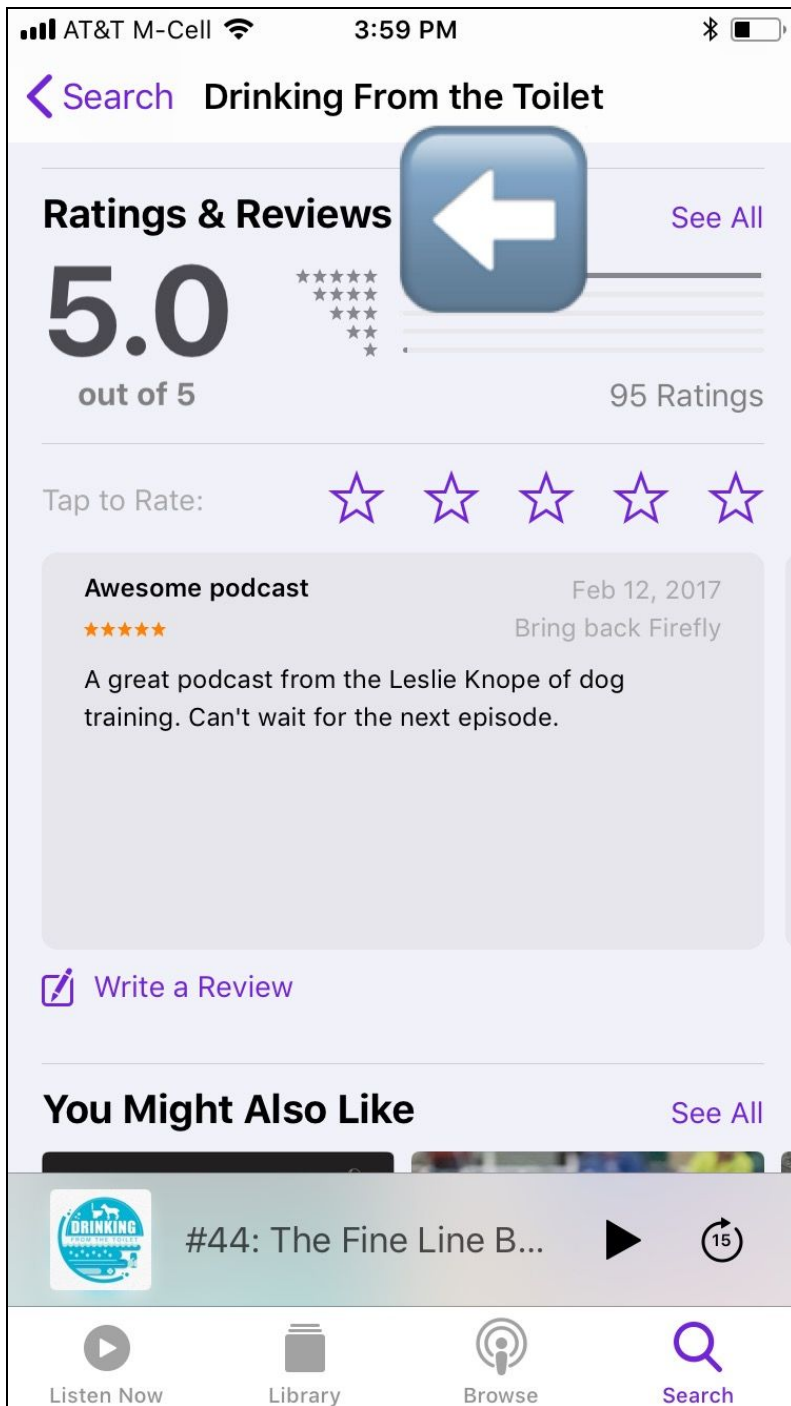 AT&T M-Cell 3:59 PM
Search Drinking From the Toilet
Ratings & Reviews See All
5.0
out of 5 95 Ratings
Tap to Rate:
Awesome podcast Feb 12, 2017
Bring back Firefly
A great podcast from the Leslie Knope of dog
training. Can't wait for the next episode.
Write a Review
You Might Also Like See All
DRINKING
FROM THE TOILET
#44: The Fine Line B... 15
Listen Now Library Browse Search